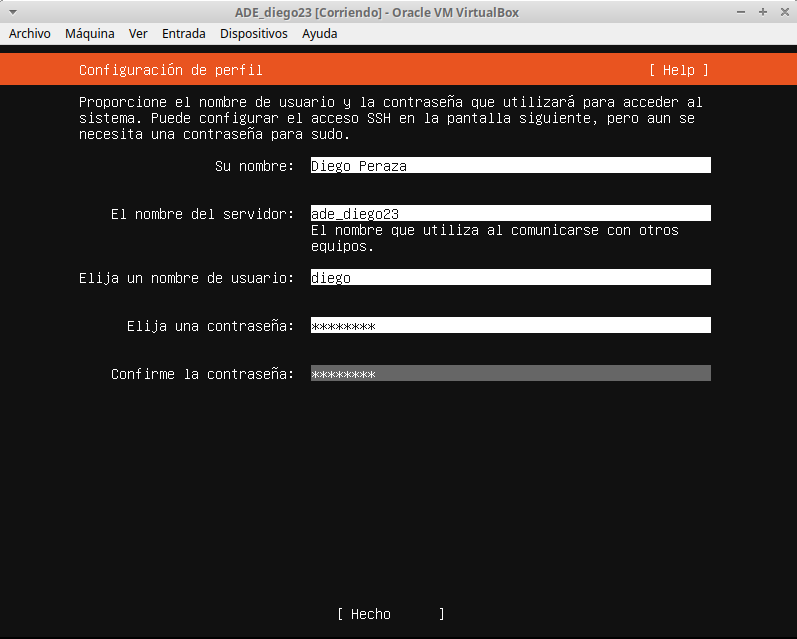 ADE_diego23 [Corriendo] - Oracle VM VirtualBox
Archivo Máquina Ver Entrada Dispositivos Ayuda
Configuración de perfil [ Help ]
Proporcione el nombre de usuario y la contraseña que utilizará para acceder al
sistema. Puede configurar el acceso SSH en la pantalla siguiente, pero aun se
necesita una contraseña para sudo.
Su nombre: Diego Peraza
El nombre del servidor: ade_diego23
El nombre que utiliza al comunicarse con otros
equipos.
Elija un nombre de usuario: diego
Elija una contraseña: ********
Confirme la contraseña: ********
[ Hecho ]